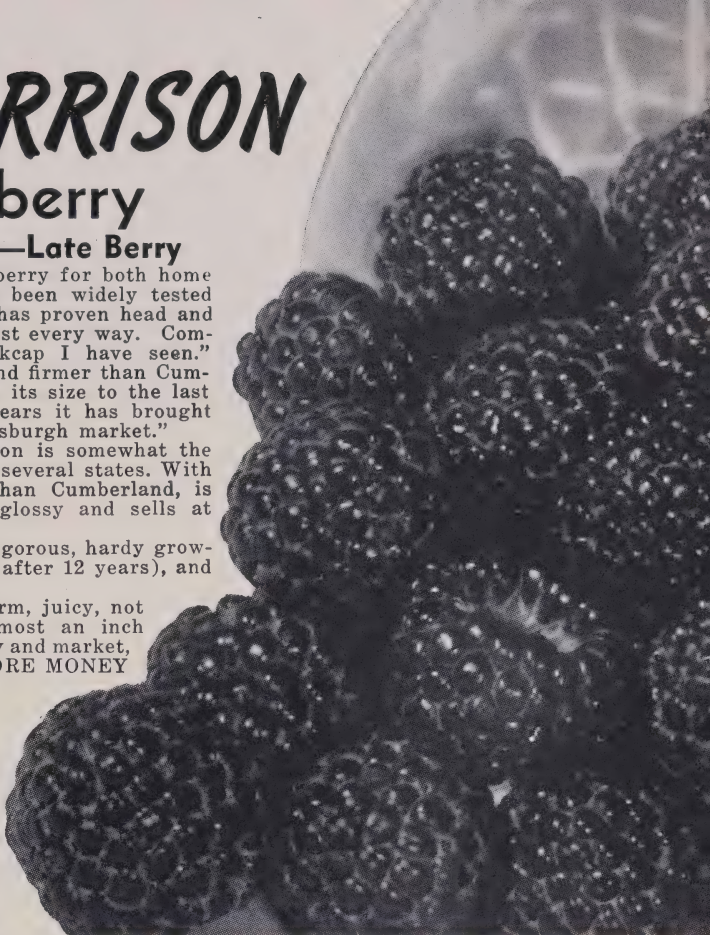 RRISON
berry
—Late Berry
berry for both home
been widely tested
has proven head and
st every way. Com-
kcap I have seen."
nd firmer than Cum-
its size to the last
ears it has brought
sburgh market."
on is somewhat the
several states. With
han Cumberland, is
glossy and sells at
gorous, hardy grow-
after 12 years), and
rm, juicy, not
most an inch
y and market,
ORE MONEY